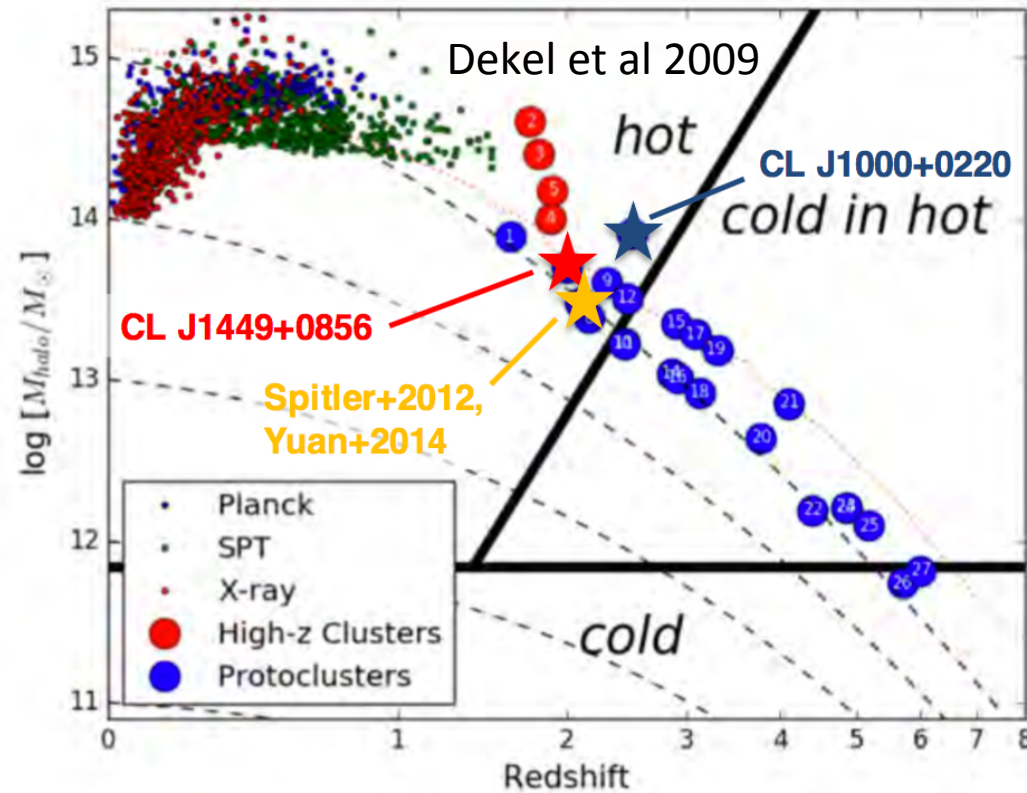 Dekel et al 2009
hot
CL J1000+0220
cold in hot
CL J1449+0856
Spitler+2012,
Yuan+2014
cold
log [M_halo/M_⊙]
15
14
13
12
11
2
3
5
4
1
9
12
15
17
19
16
18
21
20
22
25
27
26
Planck
SPT
X-ray
High-z Clusters
Protoclusters
0 1 2 3 4 5 6 7 8
Redshift